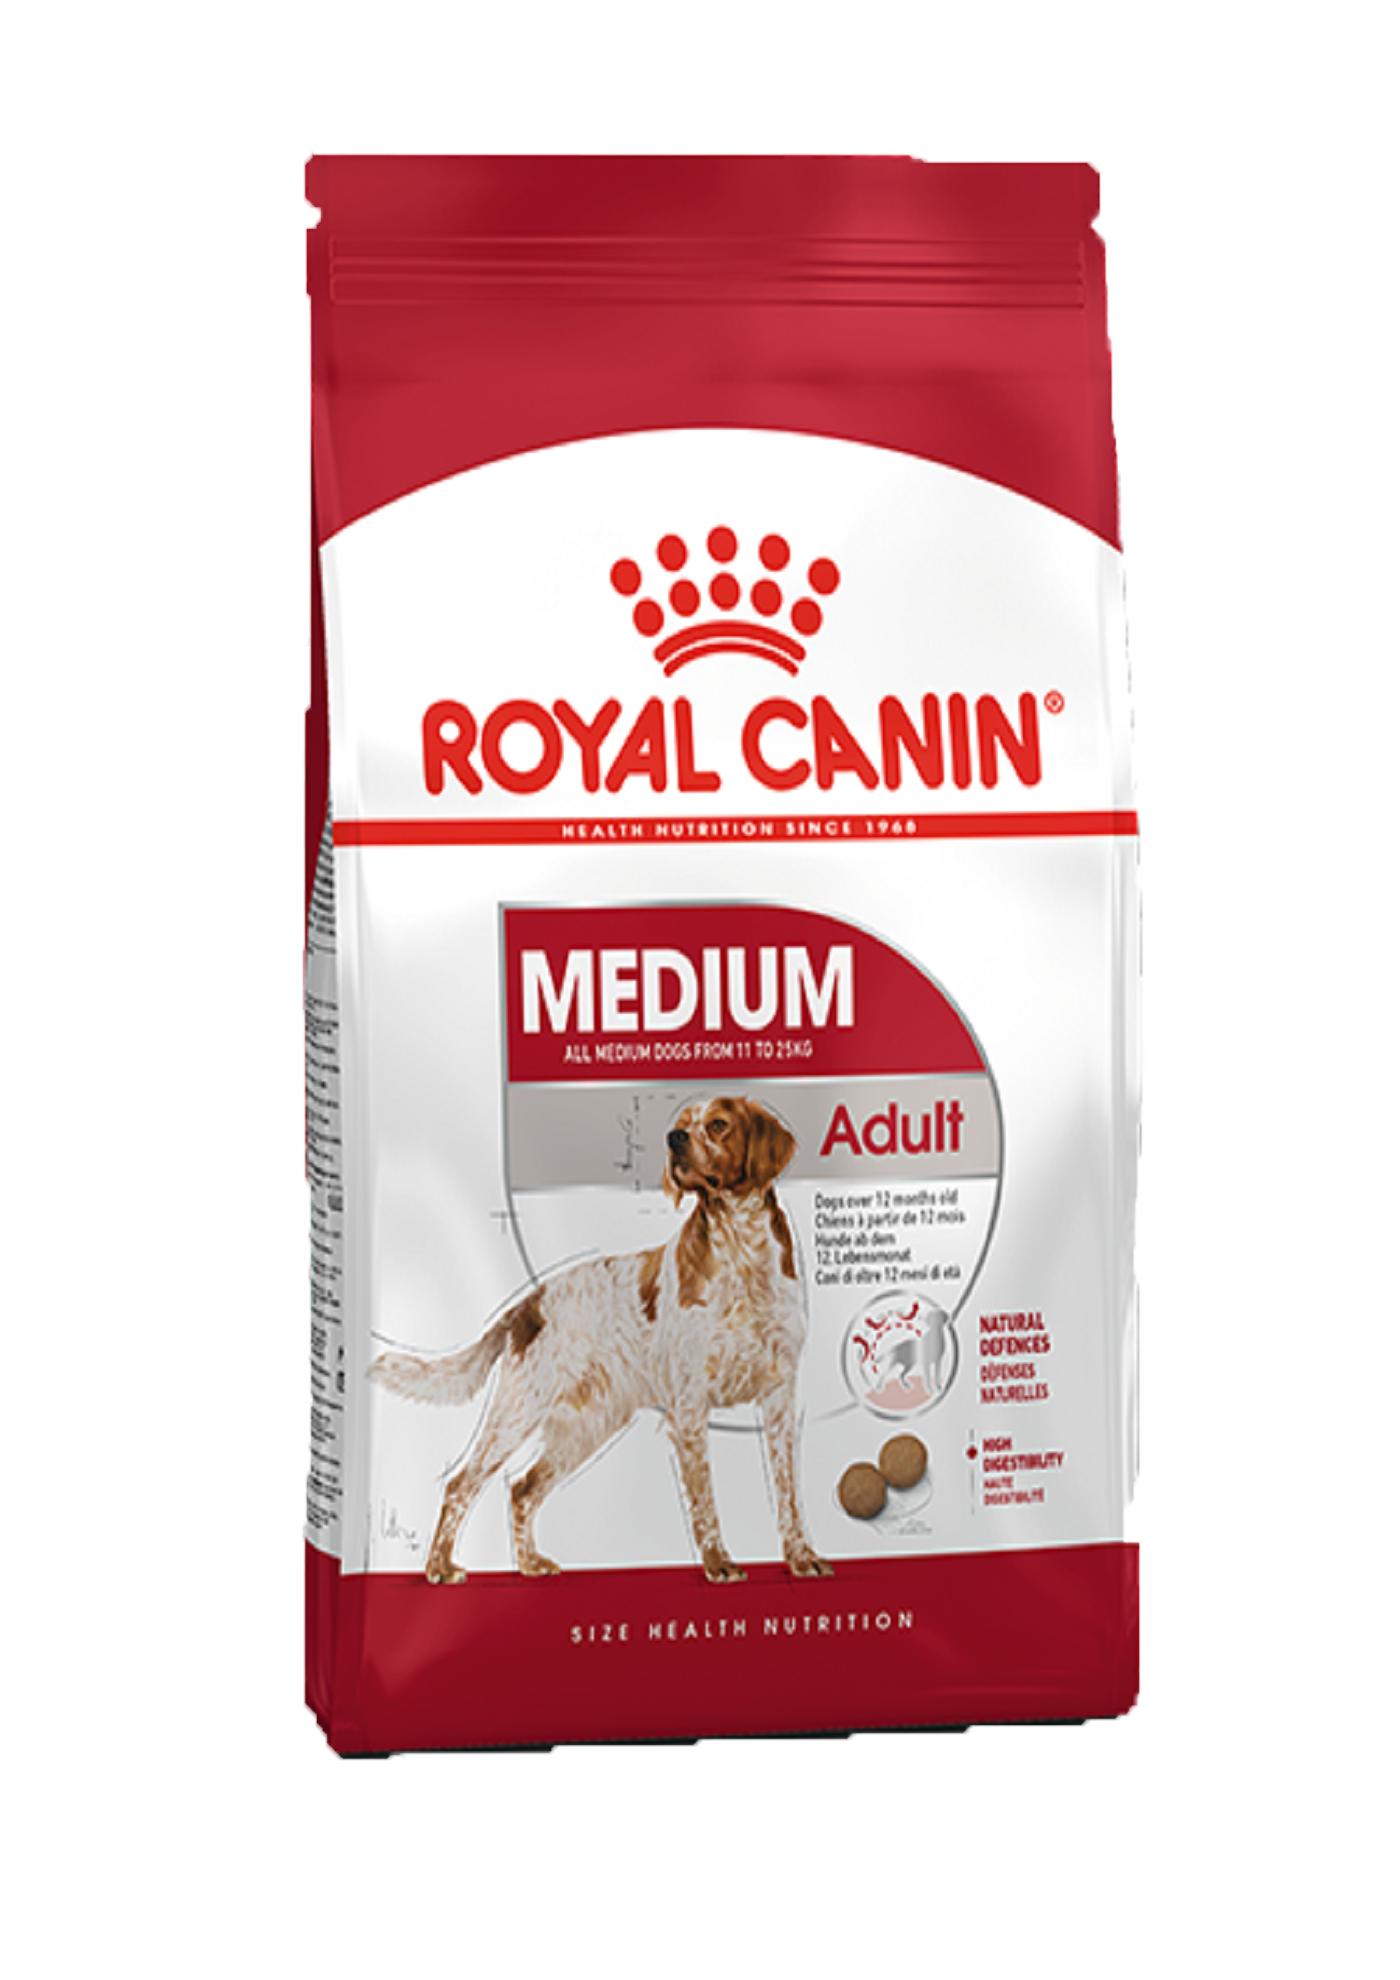 ROYAL CANIN®
HEALTH NUTRITION SINCE 1968
MEDIUM
ALL MEDIUM DOGS FROM 11 TO 25KG
Adult
Dogs over 12 months old
Chiens à partir de 12 mois
Hunde ab dem
12. Lebensmonat
Cani di oltre 12 mesi di età
NATURAL
DEFENCES
DÉFENSES
NATURELLES
HIGH
DIGESTIBILITY
HAUTE
DIGESTIBILITÉ
SIZE HEALTH NUTRITION